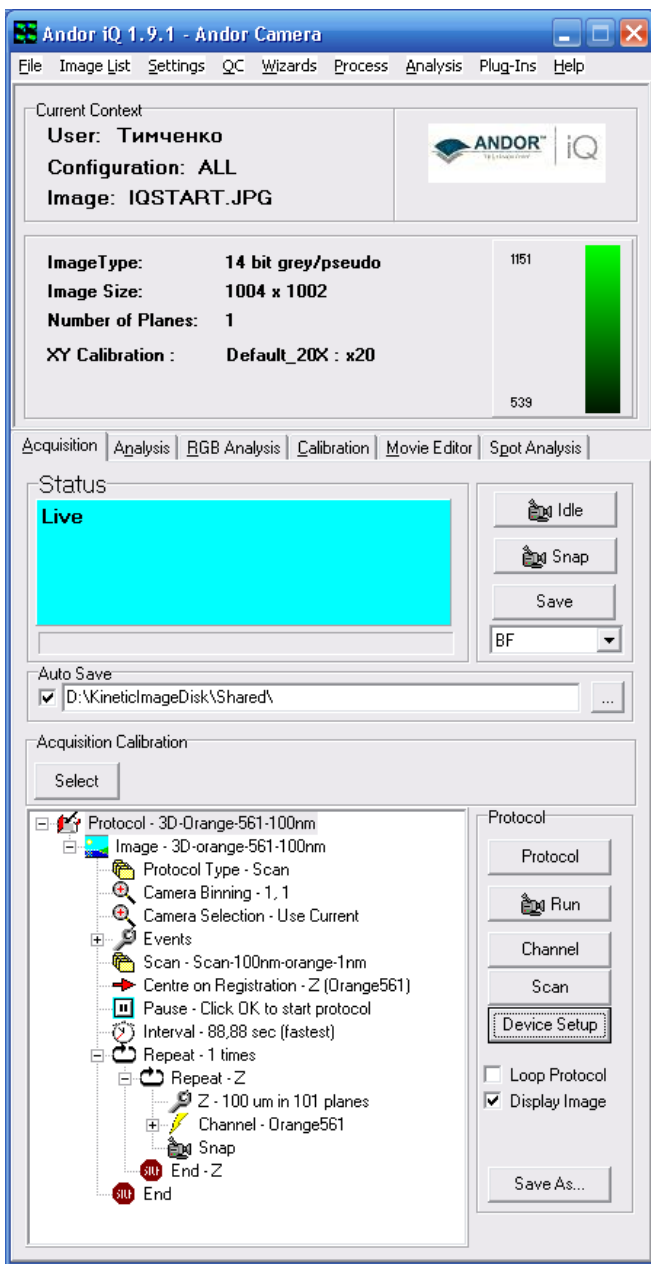 Andor iQ 1.9.1 - Andor Camera
File Image List Settings QC Wizards Process Analysis Plug-Ins Help
Current Context
User: Тимченко
Configuration: ALL
Image: IQSTART.JPG
ANDOR™ iQ
ImageType: 14 bit grey/pseudo
Image Size: 1004 x 1002
Number of Planes: 1
XY Calibration : Default_20X : x20
1151
539
Acquisition Analysis RGB Analysis Calibration Movie Editor Spot Analysis
Status
Live
Idle
Snap
Save
BF
Auto Save
D:\KineticImageDisk\Shared\
...
Acquisition Calibration
Select
Protocol - 3D-Orange-561-100nm
Image - 3D-orange-561-100nm
Protocol Type - Scan
Camera Binning - 1, 1
Camera Selection - Use Current
Events
Scan - Scan-100nm-orange-1nm
Centre on Registration - Z (Orange561)
Pause - Click OK to start protocol
Interval - 88,88 sec (fastest)
Repeat - 1 times
Repeat - Z
Z - 100 um in 101 planes
Channel - Orange561
Snap
End - Z
End
Protocol
Protocol
Run
Channel
Scan
Device Setup
Loop Protocol
Display Image
Save As...